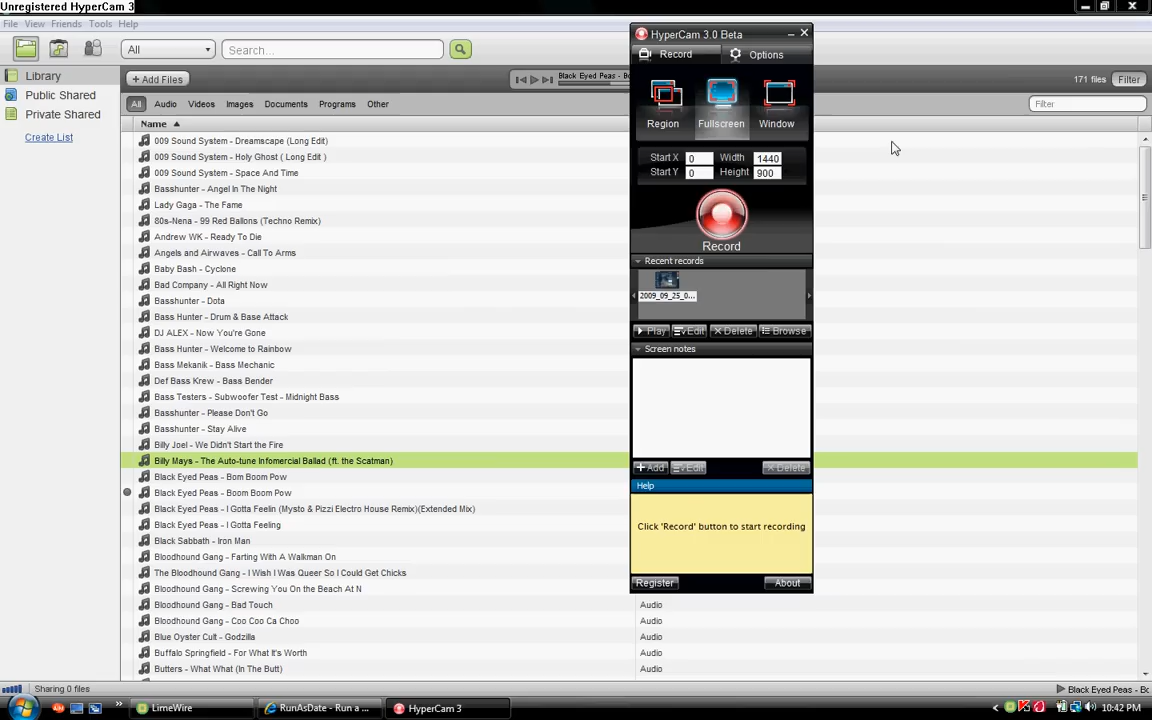 Unregistered HyperCam 3
File View Friends Tools Help
All
Search...
Library
Public Shared
Private Shared
Create List
+ Add Files
Black Eyed Peas - Bo
171 files
Filter
All Audio Videos Images Documents Programs Other
Filter
Name
009 Sound System - Dreamscape (Long Edit)
009 Sound System - Holy Ghost ( Long Edit )
009 Sound System - Space And Time
Basshunter - Angel In The Night
Lady Gaga - The Fame
80s-Nena - 99 Red Ballons (Techno Remix)
Andrew WK - Ready To Die
Angels and Airwaves - Call To Arms
Baby Bash - Cyclone
Bad Company - All Right Now
Basshunter - Dota
Bass Hunter - Drum & Base Attack
DJ ALEX - Now You're Gone
Bass Hunter - Welcome to Rainbow
Bass Mekanik - Bass Mechanic
Def Bass Krew - Bass Bender
Bass Testers - Subwoofer Test - Midnight Bass
Basshunter - Please Don't Go
Basshunter - Stay Alive
Billy Joel - We Didn't Start the Fire
Billy Mays - The Auto-tune Infomercial Ballad (ft. the Scatman)
Black Eyed Peas - Bom Boom Pow
Black Eyed Peas - Boom Boom Pow
Black Eyed Peas - I Gotta Feelin (Mysto & Pizzi Electro House Remix)(Extended Mix)
Black Eyed Peas - I Gotta Feeling
Black Sabbath - Iron Man
Bloodhound Gang - Farting With A Walkman On
The Bloodhound Gang - I Wish I Was Queer So I Could Get Chicks
Bloodhound Gang - Screwing You On the Beach At N
Bloodhound Gang - Bad Touch
Audio
Bloodhound Gang - Coo Coo Ca Choo
Audio
Blue Oyster Cult - Godzilla
Audio
Buffalo Springfield - For What It's Worth
Audio
Butters - What What (In The Butt)
Audio
HyperCam 3.0 Beta
Record
Options
Region
Fullscreen
Window
Start X 0 Width 1440
Start Y 0 Height 900
Record
Recent records
2009_09_25_0...
Play Edit Delete Browse
Screen notes
Add Edit Delete
Help
Click 'Record' button to start recording
Register
About
Sharing 0 files
Black Eyed Peas - Bc
LimeWire
RunAsDate - Run a ...
HyperCam 3
10:42 PM